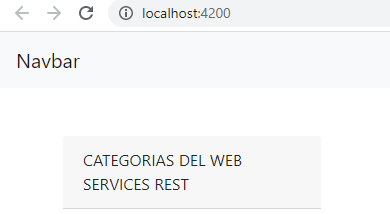 localhost:4200
Navbar
CATEGORIAS DEL WEB
SERVICES REST